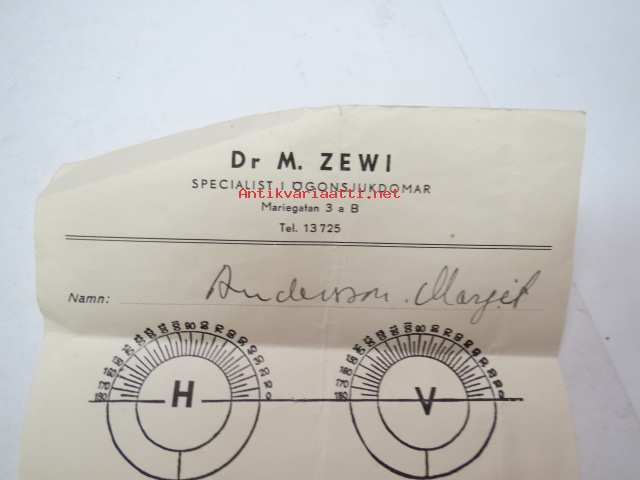 Dr M. ZEWI
SPECIALIST I ÖGONSJUKDOMAR
Antikvariaatti.net
Mariegatan 3 a B
Tel. 13725
Namn: Andersson. Margit
H V